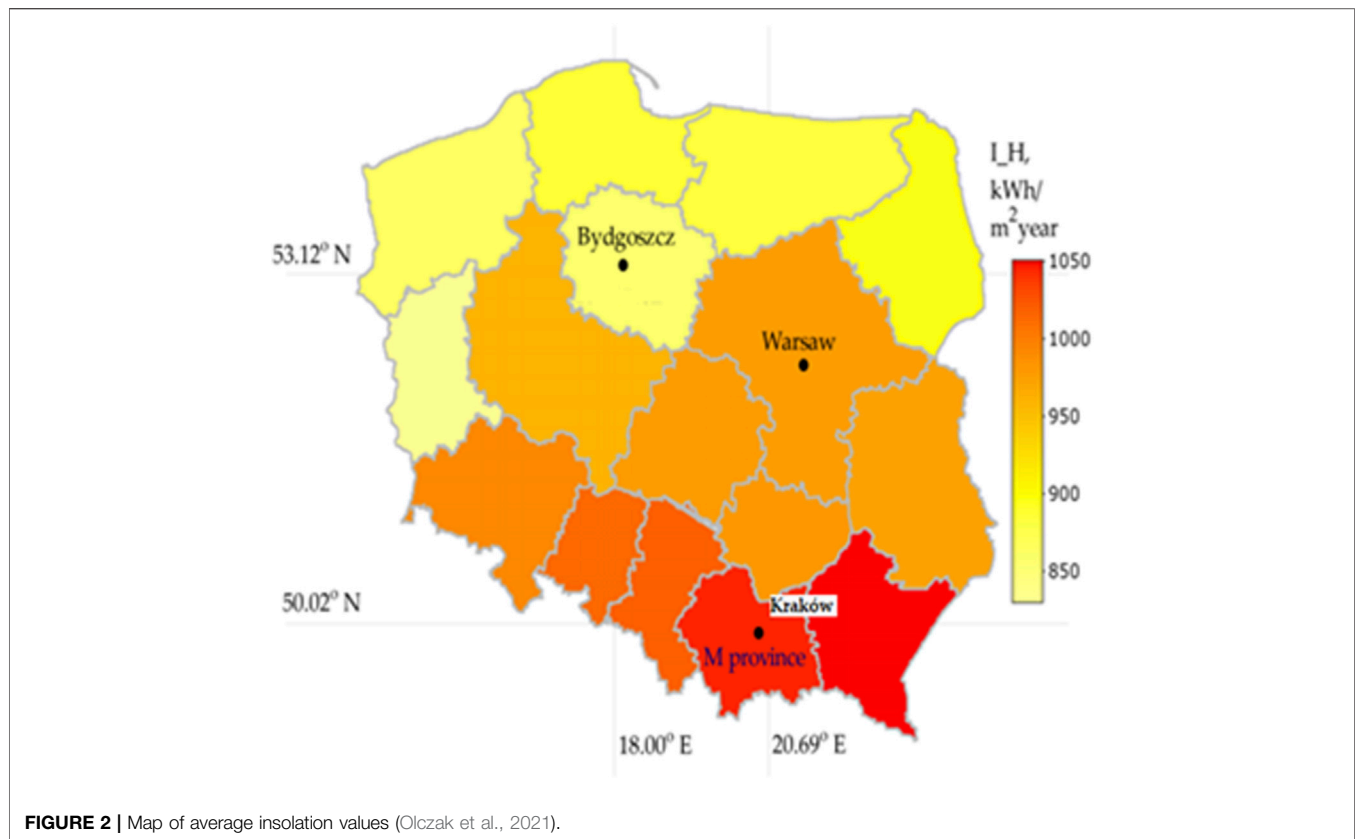 I_H,
kWh/
m²year
Bydgoszcz
53.12° N
1050
1000
Warsaw
950
900
850
50.02° N
Kraków
M province
18.00° E
20.69° E
FIGURE 2 | Map of average insolation values (Olczak et al., 2021).